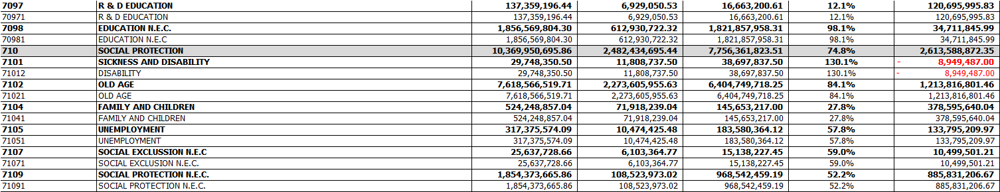 7097 R & D EDUCATION 137,359,196.44 6,929,050.53 16,663,200.61 12.1% 120,695,995.83
70971 R & D EDUCATION 137,359,196.44 6,929,050.53 16,663,200.61 12.1% 120,695,995.83
7098 EDUCATION N.E.C. 1,856,569,804.30 612,930,722.32 1,821,857,958.31 98.1% 34,711,845.99
70981 EDUCATION N.E.C 1,856,569,804.30 612,930,722.32 1,821,857,958.31 98.1% 34,711,845.99
710 SOCIAL PROTECTION 10,369,950,695.86 2,482,434,695.44 7,756,361,823.51 74.8% 2,613,588,872.35
7101 SICKNESS AND DISABILITY 29,748,350.50 11,808,737.50 38,697,837.50 130.1% - 8,949,487.00
71012 DISABILITY 29,748,350.50 11,808,737.50 38,697,837.50 130.1% - 8,949,487.00
7102 OLD AGE 7,618,566,519.71 2,273,605,955.63 6,404,749,718.25 84.1% 1,213,816,801.46
71021 OLD AGE 7,618,566,519.71 2,273,605,955.63 6,404,749,718.25 84.1% 1,213,816,801.46
7104 FAMILY AND CHILDREN 524,248,857.04 71,918,239.04 145,653,217.00 27.8% 378,595,640.04
71041 FAMILY AND CHILDREN 524,248,857.04 71,918,239.04 145,653,217.00 27.8% 378,595,640.04
7105 UNEMPLOYMENT 317,375,574.09 10,474,425.48 183,580,364.12 57.8% 133,795,209.97
71051 UNEMPLOYMENT 317,375,574.09 10,474,425.48 183,580,364.12 57.8% 133,795,209.97
7107 SOCIAL EXCLUSSION N.E.C 25,637,728.66 6,103,364.77 15,138,227.45 59.0% 10,499,501.21
71071 SOCIAL EXCLUSION N.E.C. 25,637,728.66 6,103,364.77 15,138,227.45 59.0% 10,499,501.21
7109 SOCIAL PROTECTION N.E.C. 1,854,373,665.86 108,523,973.02 968,542,459.19 52.2% 885,831,206.67
71091 SOCIAL PROTECTION N.E.C. 1,854,373,665.86 108,523,973.02 968,542,459.19 52.2% 885,831,206.67